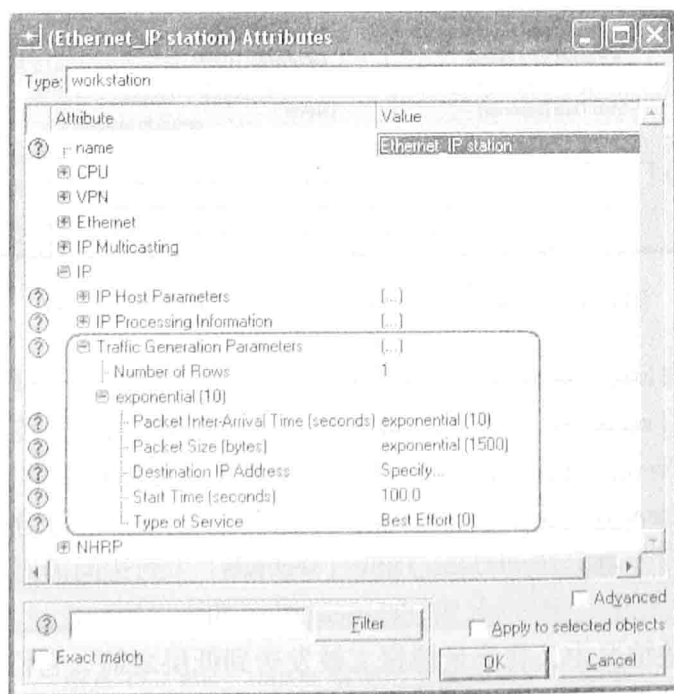 (Ethernet_IP station) Attributes
Type: workstation
Attribute Value
name Ethernet_IP station
CPU
VPN
Ethernet
IP Multicasting
IP
IP Host Parameters (...)
IP Processing Information (...)
Traffic Generation Parameters (...)
Number of Rows 1
exponential (10)
Packet Inter-Arrival Time (seconds) exponential (10)
Packet Size (bytes) exponential (1500)
Destination IP Address Specify...
Start Time (seconds) 100.0
Type of Service Best Effort (0)
NHRP
Advanced
Filter
Apply to selected objects
Exact match
OK Cancel